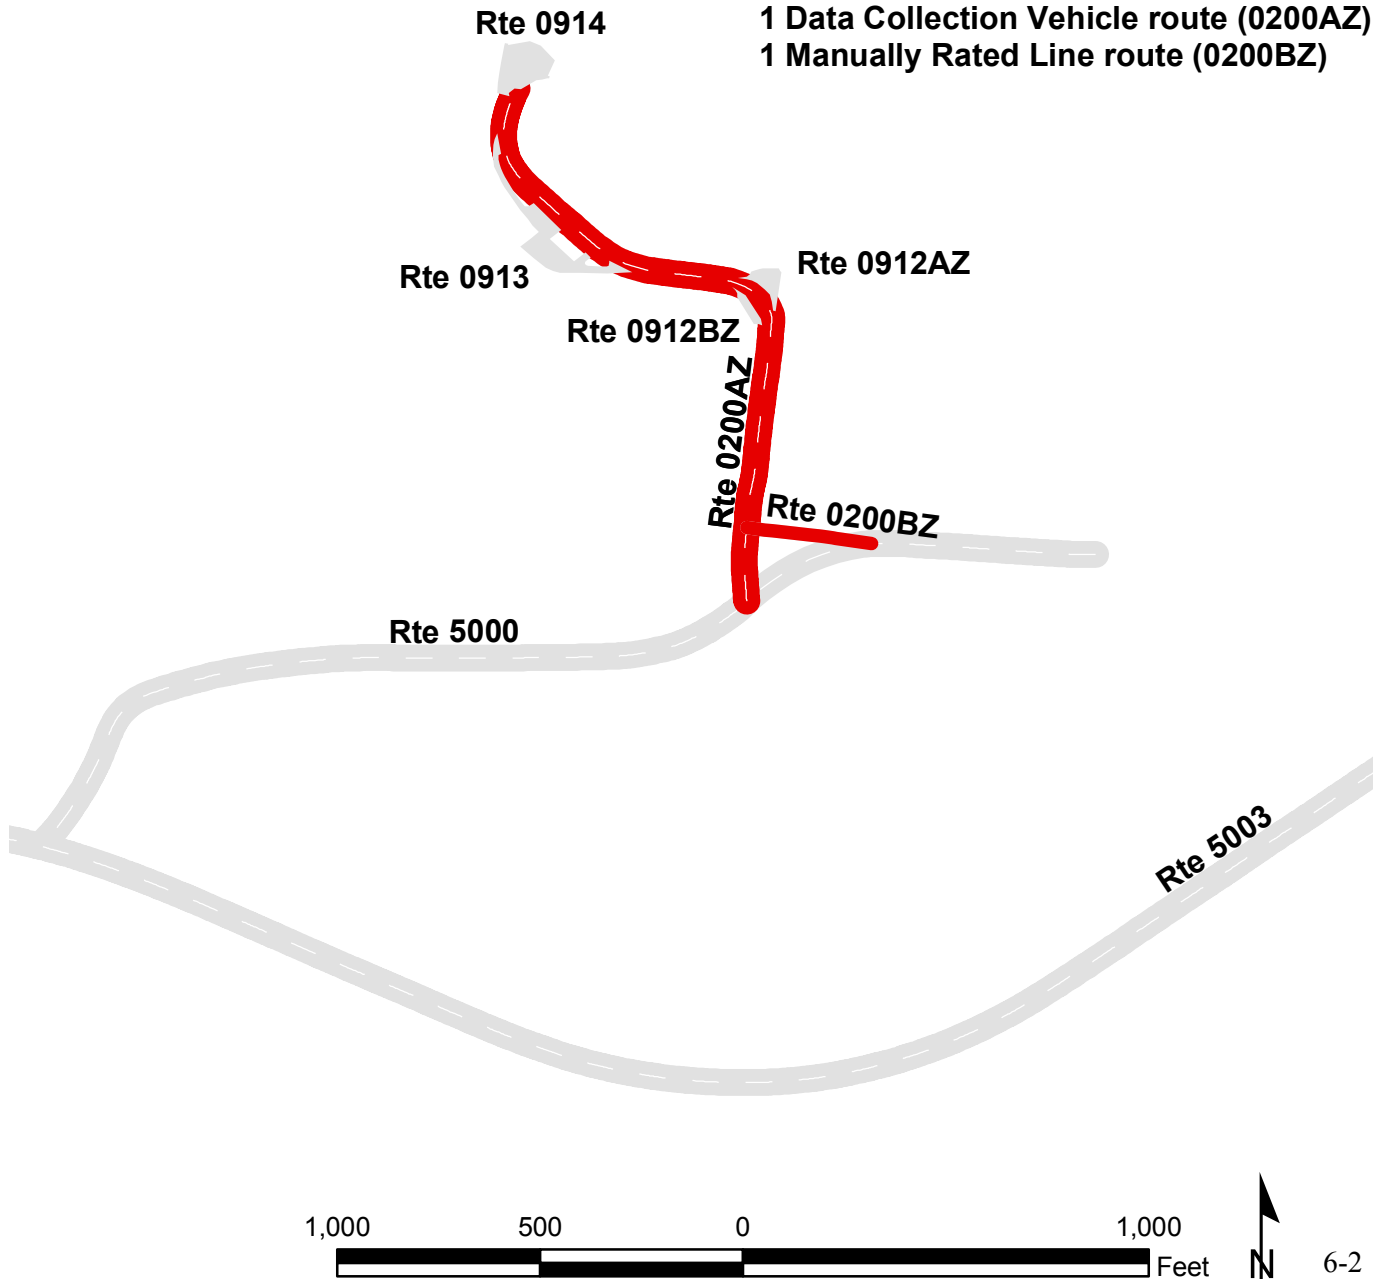 Rte 0914
1 Data Collection Vehicle route (0200AZ)
1 Manually Rated Line route (0200BZ)
Rte 0913
Rte 0912AZ
Rte 0912BZ
Rte 0200AZ
Rte 0200BZ
Rte 5000
Rte 5003
1,000 500 0 1,000
Feet
N
6-2